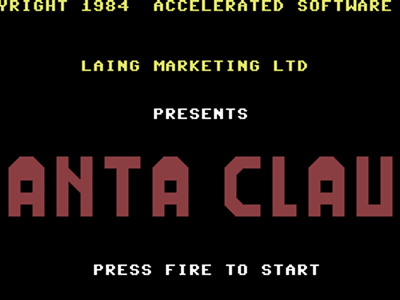 YRIGHT 1984 ACCELERATED SOFTWARE
LAING MARKETING LTD
PRESENTS
ANTA CLAU
PRESS FIRE TO START